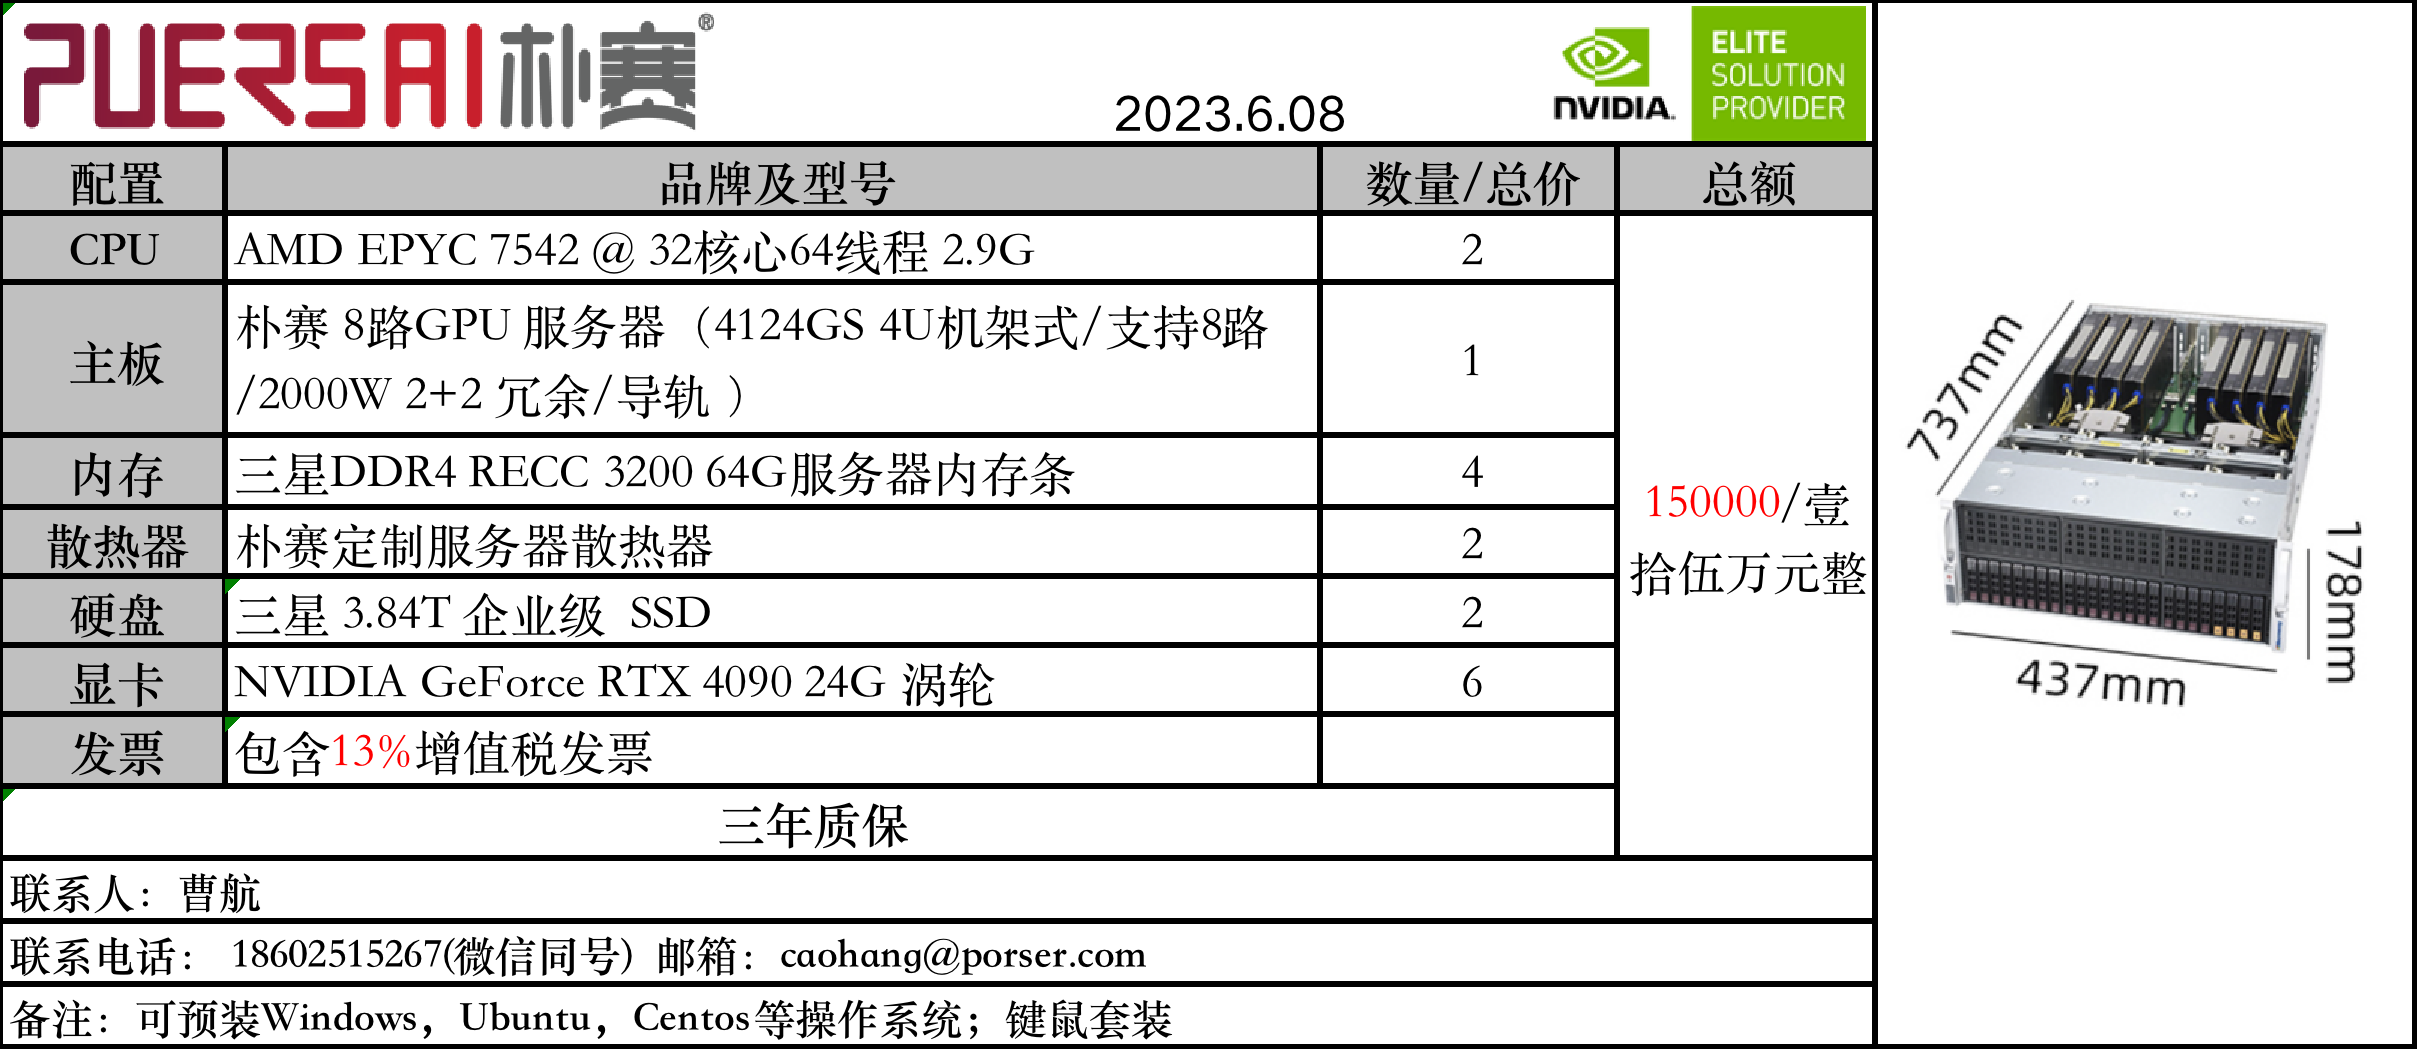 PUERSAI朴赛®
2023.6.08
NVIDIA.
ELITE
SOLUTION
PROVIDER
配置 品牌及型号 数量/总价 总额
CPU AMD EPYC 7542 @ 32核心64线程 2.9G 2
主板 朴赛 8路GPU 服务器（4124GS 4U机架式/支持8路
/2000W 2+2 冗余/导轨 ） 1
内存 三星DDR4 RECC 3200 64G服务器内存条 4
散热器 朴赛定制服务器散热器 2
硬盘 三星 3.84T 企业级 SSD 2
显卡 NVIDIA GeForce RTX 4090 24G 涡轮 6
发票 包含13%增值税发票
150000/壹
拾伍万元整
三年质保
联系人：曹航
联系电话： 18602515267(微信同号) 邮箱：caohang@porser.com
备注：可预装Windows，Ubuntu，Centos等操作系统；键鼠套装
737mm
437mm
178mm